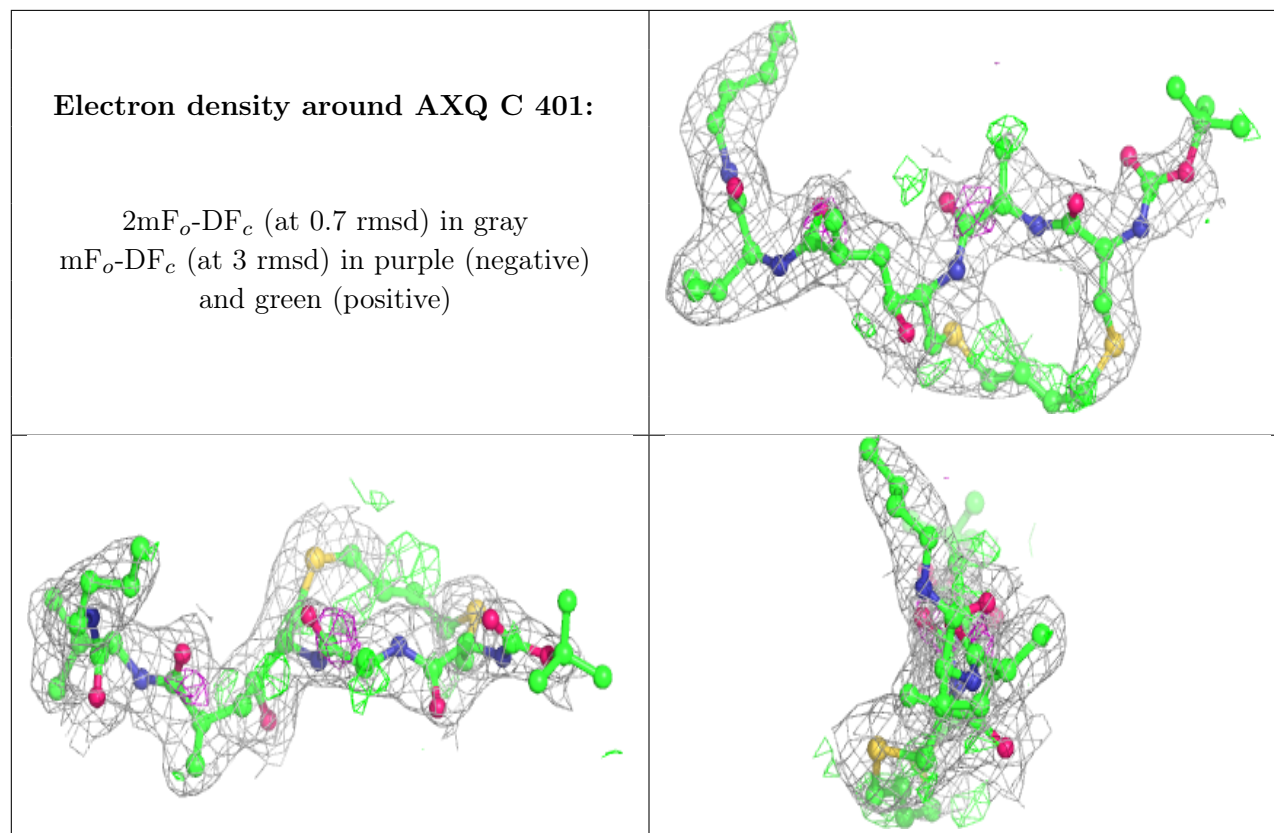 Electron density around AXQ C 401:
2mFo-DFc (at 0.7 rmsd) in gray
mFo-DFc (at 3 rmsd) in purple (negative)
and green (positive)